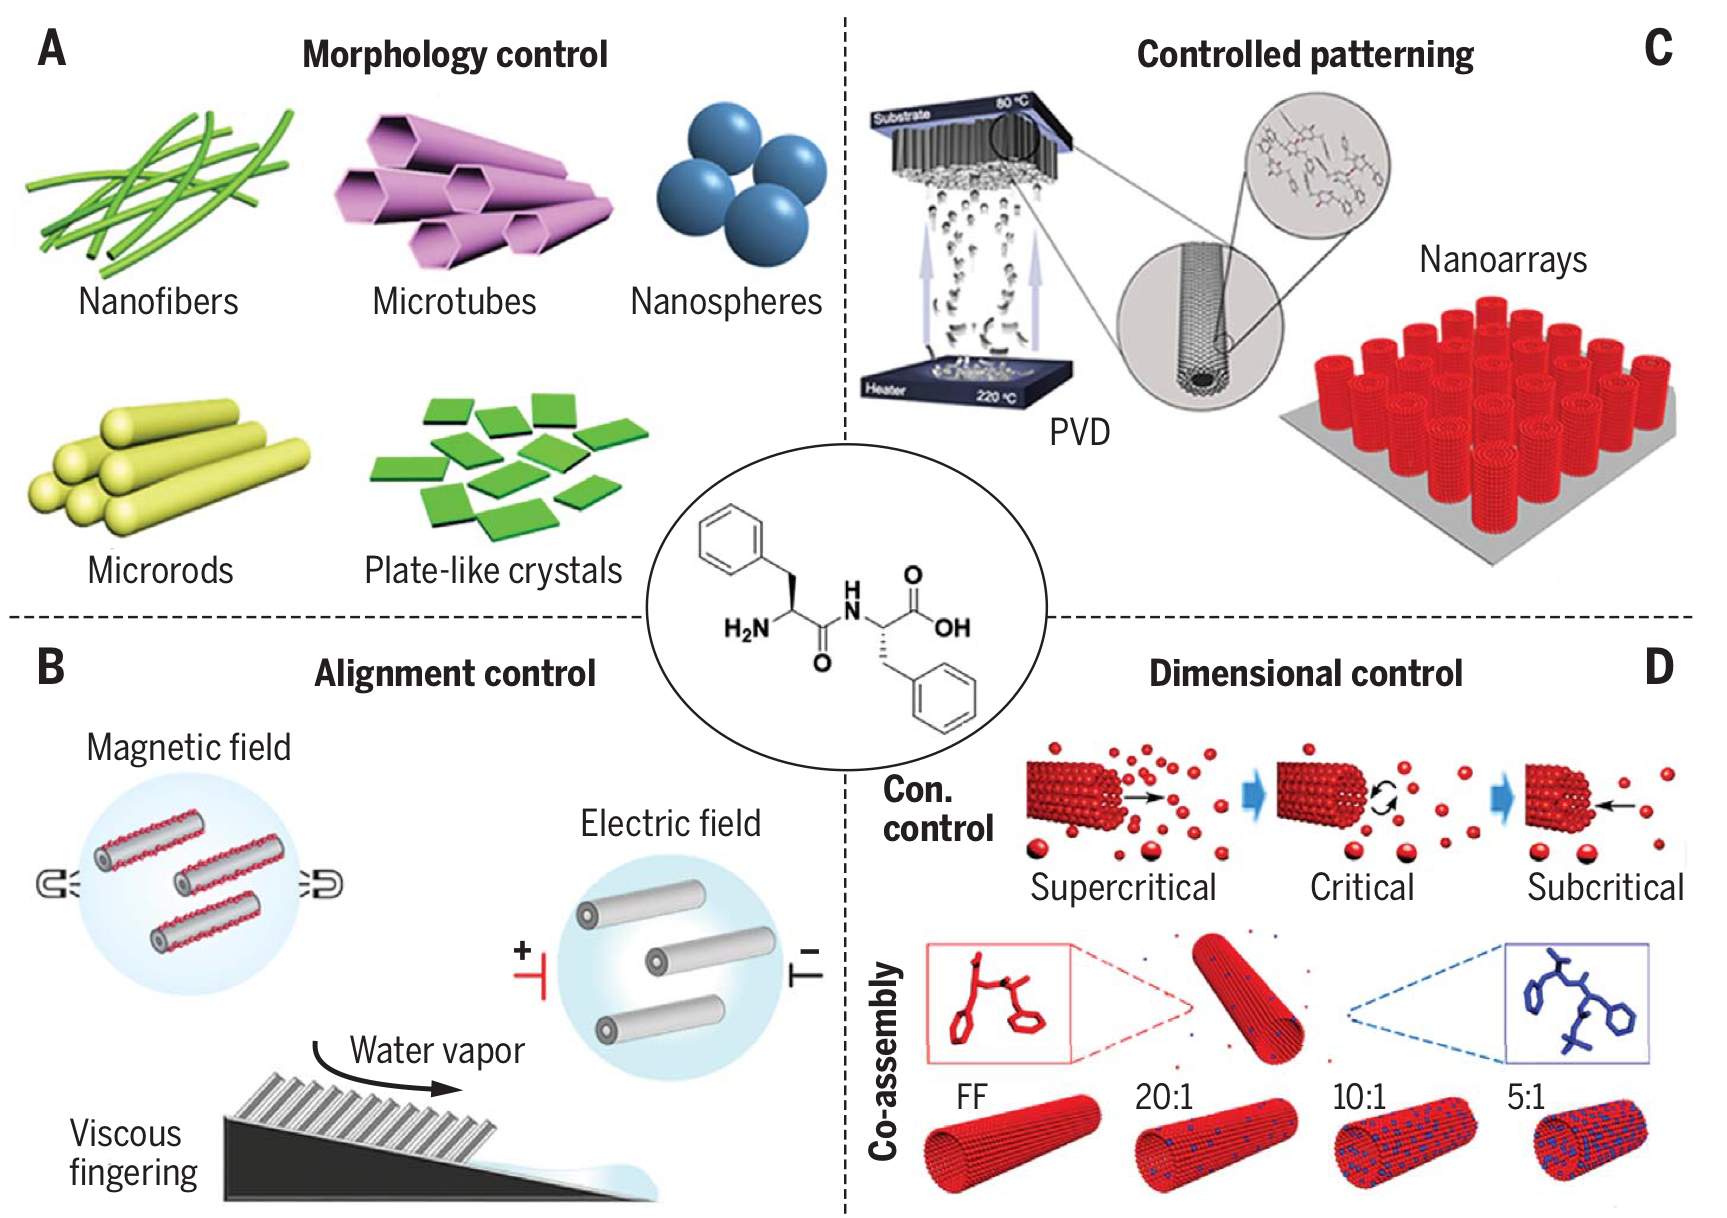 A
Morphology control
Nanofibers
Microtubes
Nanospheres
Microrods
Plate-like crystals
Controlled patterning
C
Substrate
80 °C
Heater
220 °C
PVD
Nanoarrays
H₂N
O
H
N
O
OH
B
Alignment control
Magnetic field
Electric field
+
–
Water vapor
Viscous
fingering
Dimensional control
D
Con.
control
Supercritical
Critical
Subcritical
Co-assembly
FF
20:1
10:1
5:1